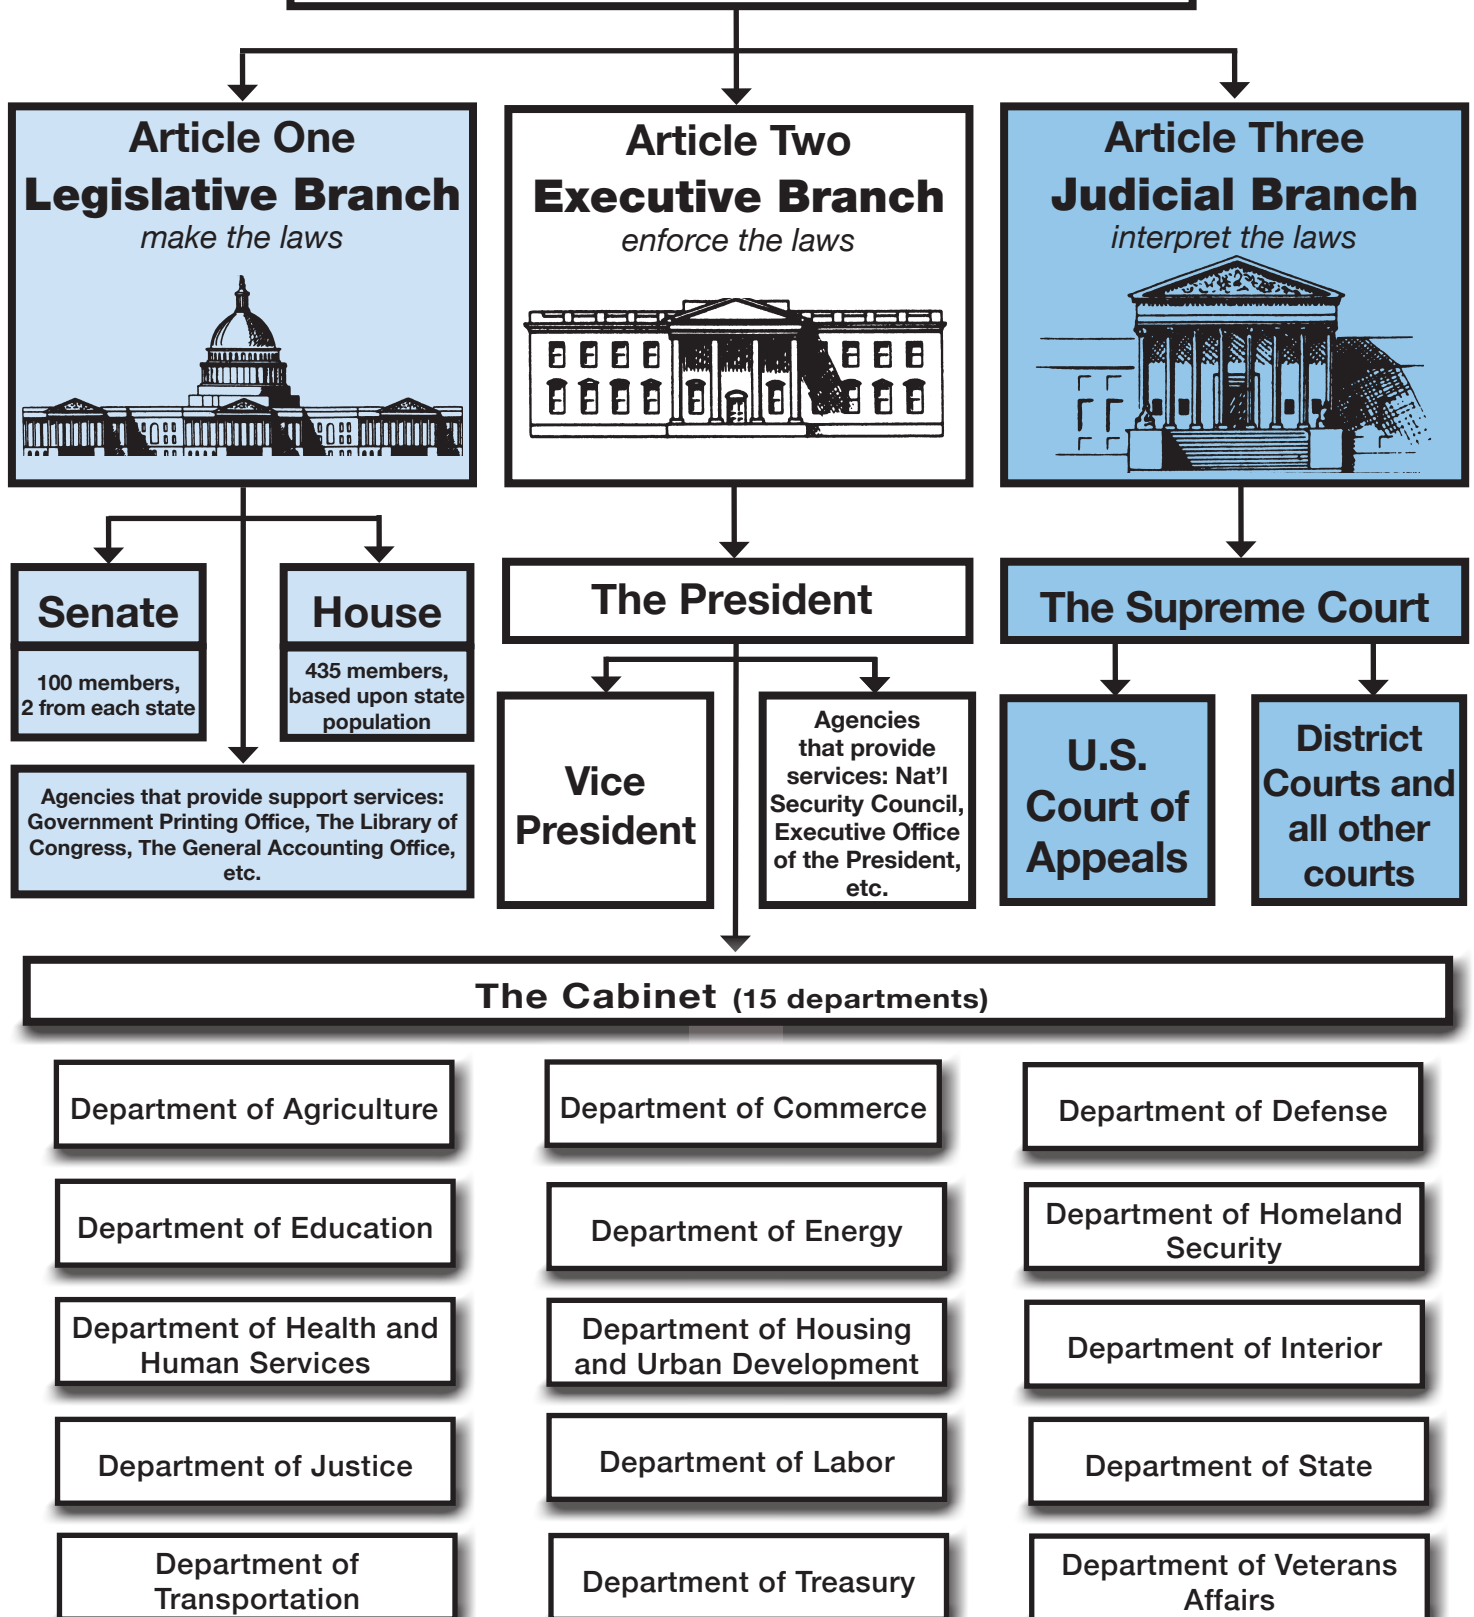 Article One
Legislative Branch
make the laws
Article Two
Executive Branch
enforce the laws
Article Three
Judicial Branch
interpret the laws
Senate
100 members,
2 from each state
House
435 members,
based upon state
population
Agencies that provide support services:
Government Printing Office, The Library of
Congress, The General Accounting Office,
etc.
The President
Vice
President
Agencies
that provide
services: Nat'l
Security Council,
Executive Office
of the President,
etc.
The Supreme Court
U.S.
Court of
Appeals
District
Courts and
all other
courts
The Cabinet (15 departments)
Department of Agriculture
Department of Commerce
Department of Defense
Department of Education
Department of Energy
Department of Homeland
Security
Department of Health and
Human Services
Department of Housing
and Urban Development
Department of Interior
Department of Justice
Department of Labor
Department of State
Department of
Transportation
Department of Treasury
Department of Veterans
Affairs